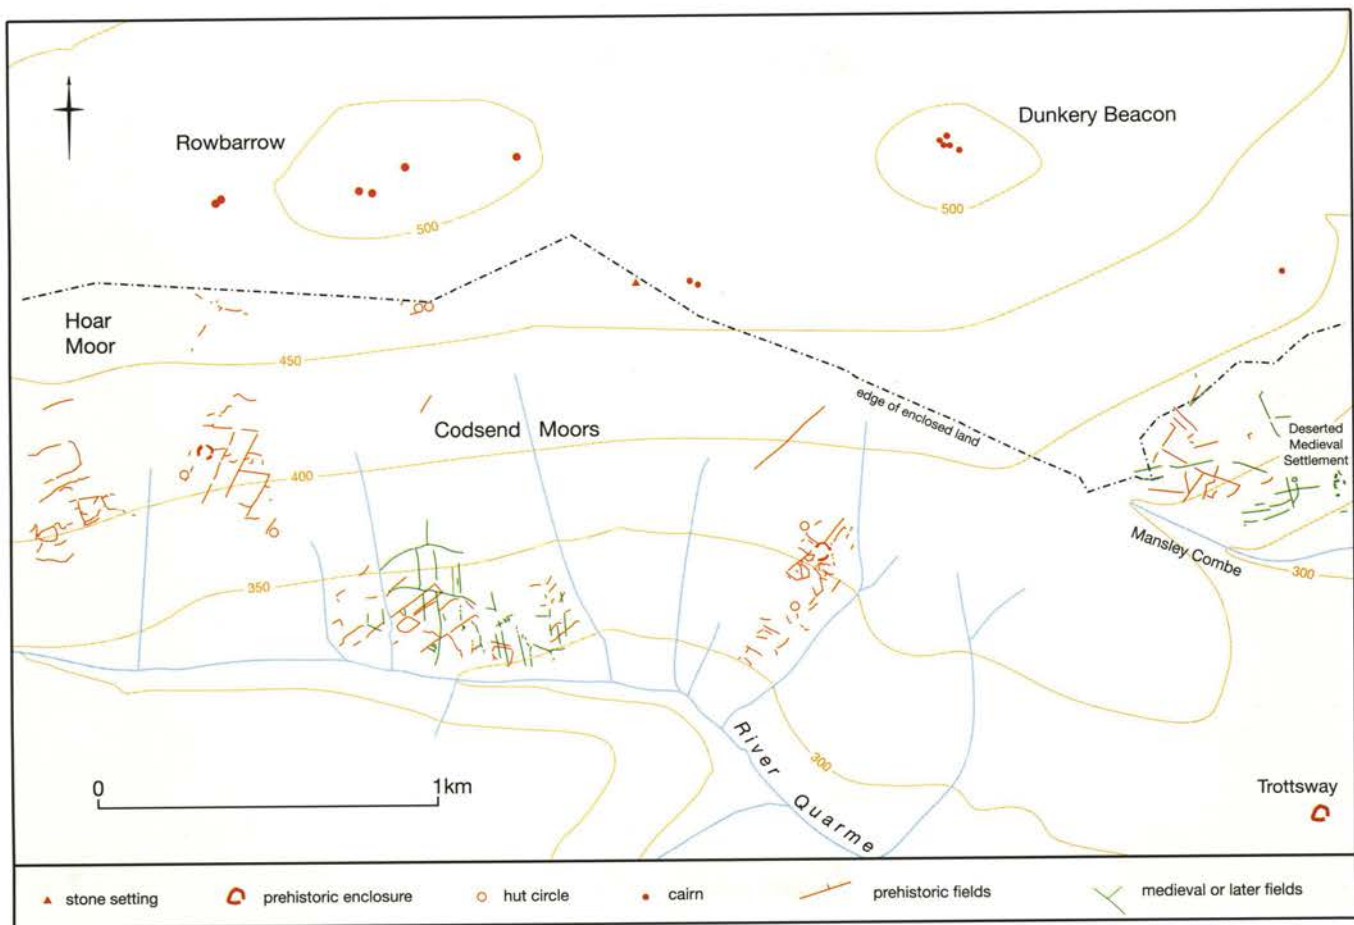 Rowbarrow
Dunkery Beacon
500
500
Hoar
Moor
450
edge of enclosed land
Codsend Moors
Deserted
Medieval
Settlement
400
Mansley Combe
350
300
River Quarme
300
0 1km
Trottsway
stone setting prehistoric enclosure hut circle cairn prehistoric fields medieval or later fields